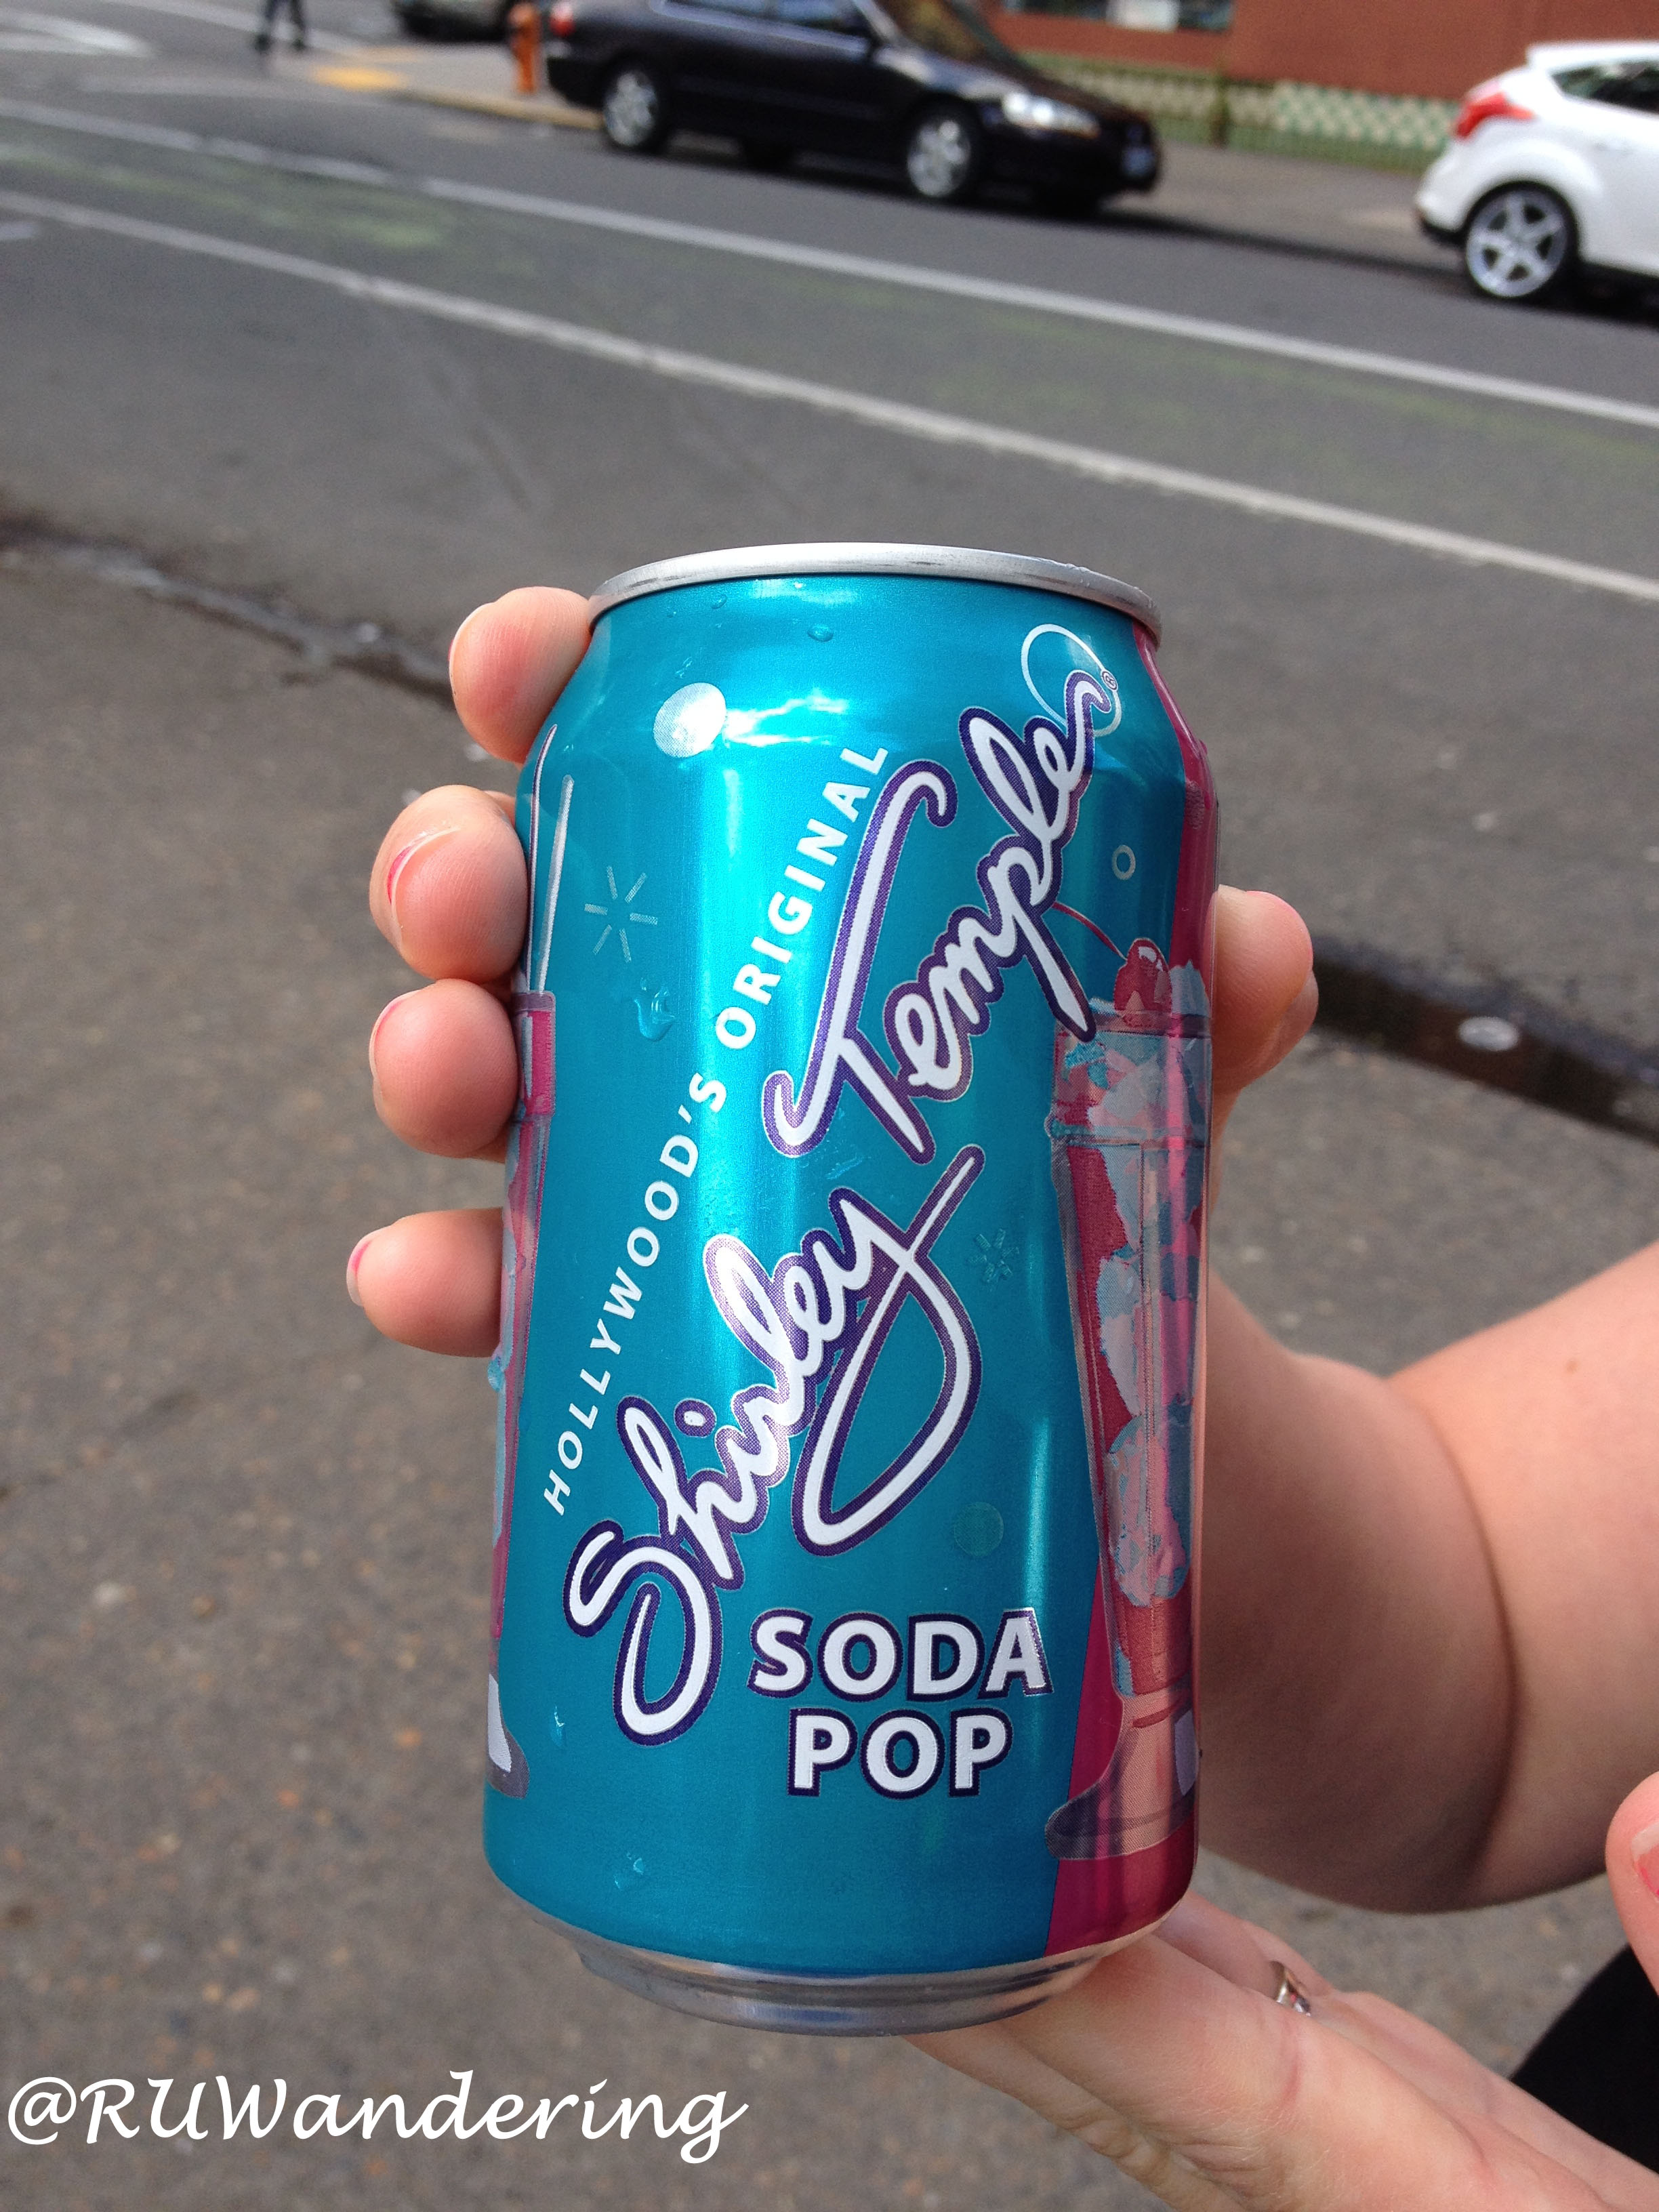 HOLLYWOOD'S ORIGINAL
Shirley Temple®
SODA
POP
@RUWandering